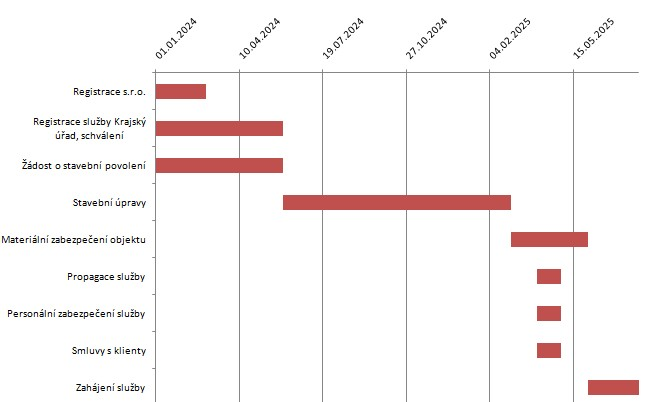 01.01.2024
10.04.2024
19.07.2024
27.10.2024
04.02.2025
15.05.2025
Registrace s.r.o.
Registrace služby Krajský
úřad, schválení
Žádost o stavební povolení
Stavební úpravy
Materiální zabezpečení objektu
Propagace služby
Personální zabezpečení služby
Smluvy s klienty
Zahájení služby